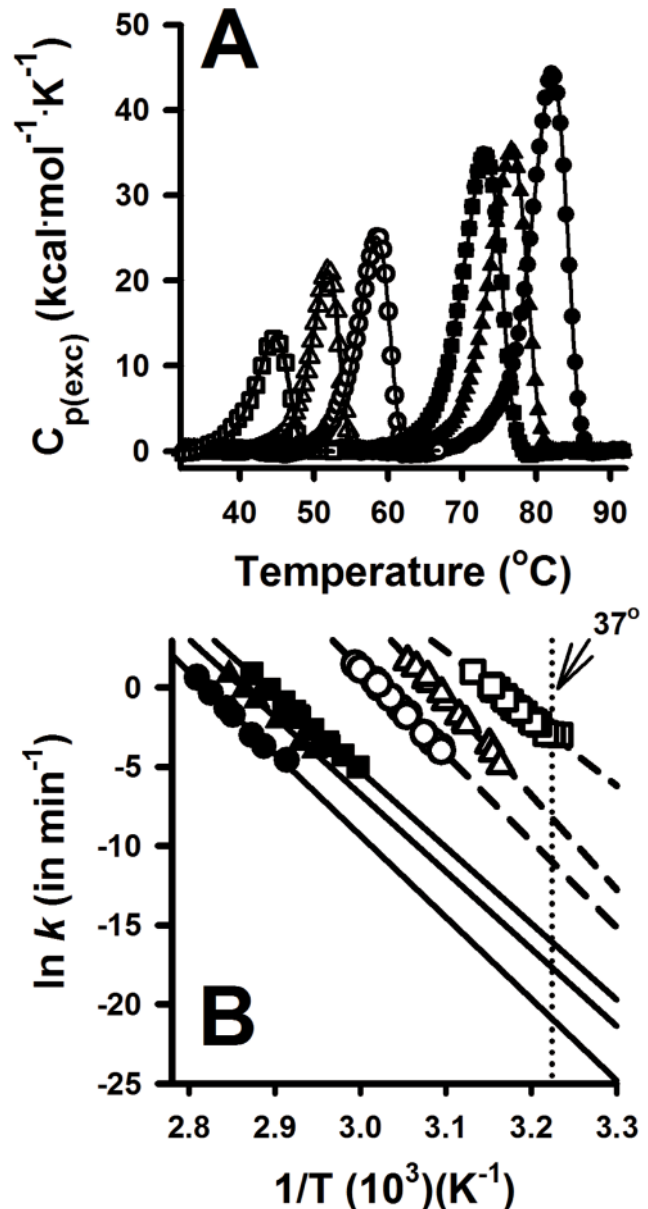 A
50
40
30
20
10
0
C_p(exc) (kcal·mol⁻¹·K⁻¹)
40 50 60 70 80 90
Temperature (°C)
37°
0
-5
-10
-15
-20
-25
ln k (in min⁻¹)
B
2.8 2.9 3.0 3.1 3.2 3.3
1/T (10³)(K⁻¹)